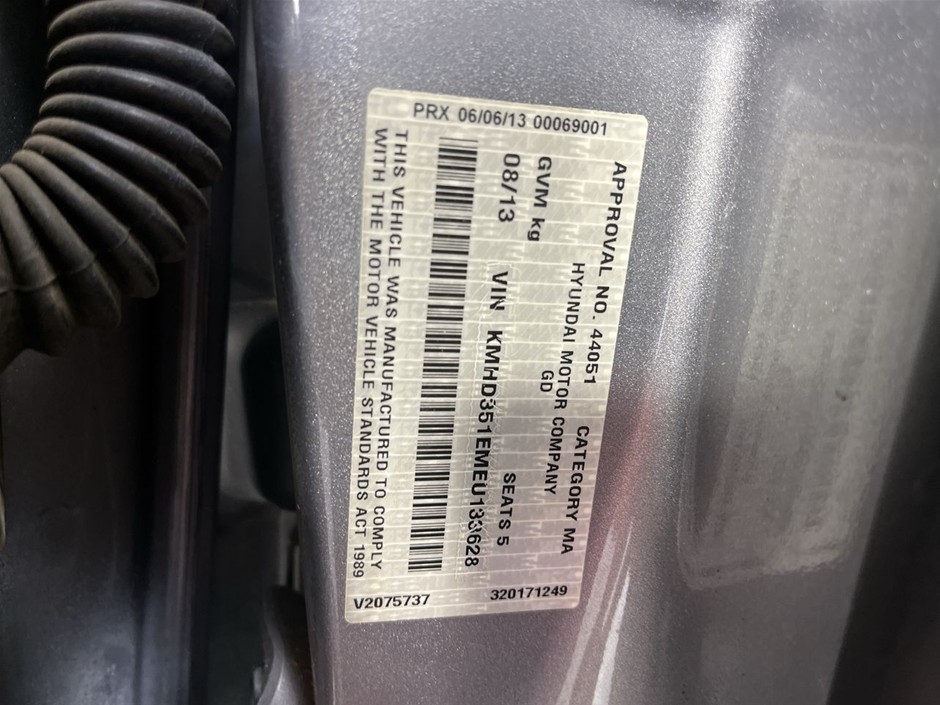 PRX 06/06/13 00069001
APPROVAL NO. 44051 CATEGORY MA
HYUNDAI MOTOR COMPANY
GD
GVM kg SEATS 5
08/13 VIN KMHD351EMEU133628
THIS VEHICLE WAS MANUFACTURED TO COMPLY
WITH THE MOTOR VEHICLE STANDARDS ACT 1989
V2075737 320171249